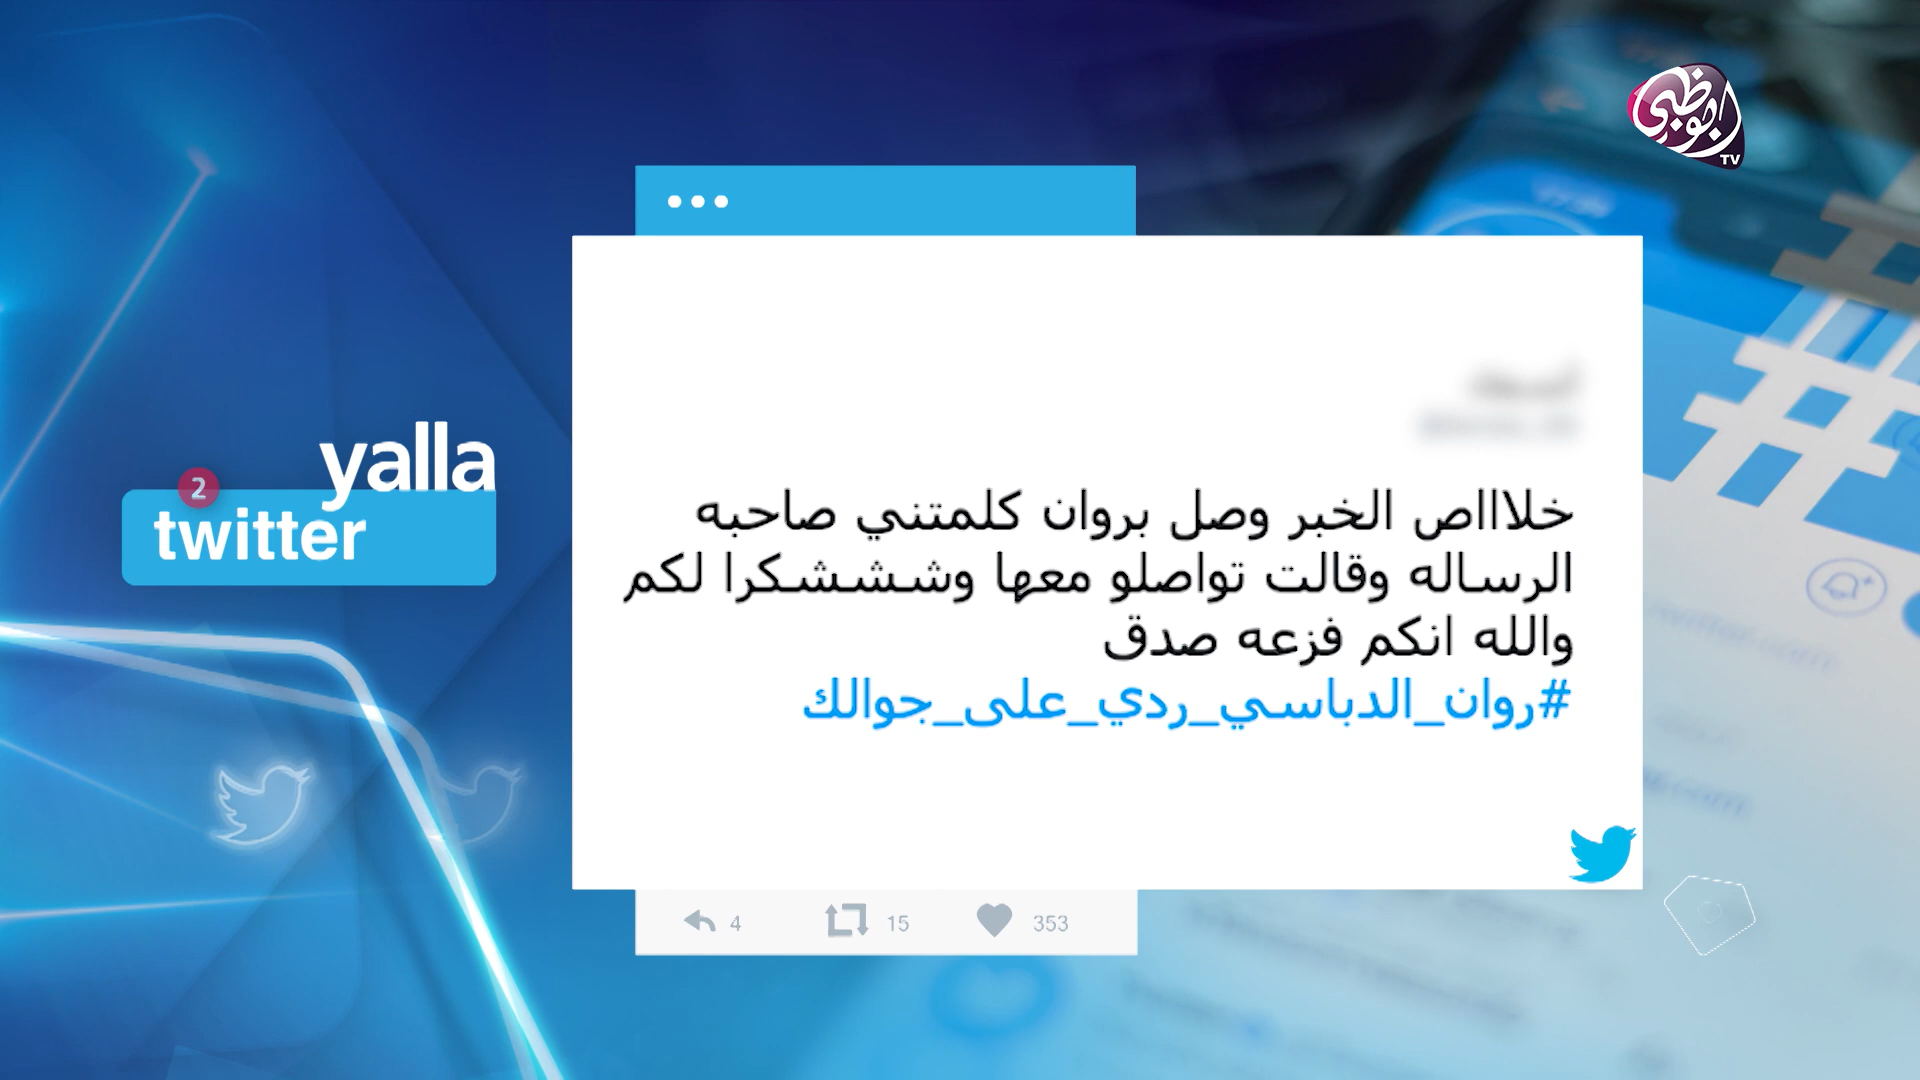 ابوظبي
TV
yalla
2
twitter
خلاااص الخبر وصل بروان كلمتني صاحبه
الرساله وقالت تواصلو معها وشششكرا لكم
والله انكم فزعه صدق
#روان_الدباسي_ردي_على_جوالك
4 15 353